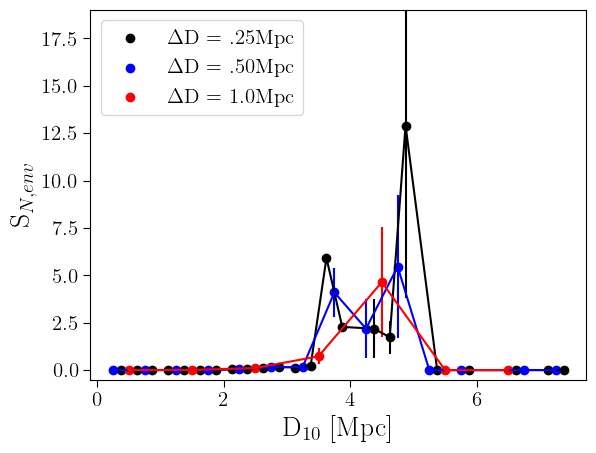 ΔD = .25Mpc
ΔD = .50Mpc
ΔD = 1.0Mpc
17.5
15.0
12.5
10.0
7.5
5.0
2.5
0.0
S_{N,env}
0 2 4 6
D_{10} [Mpc]